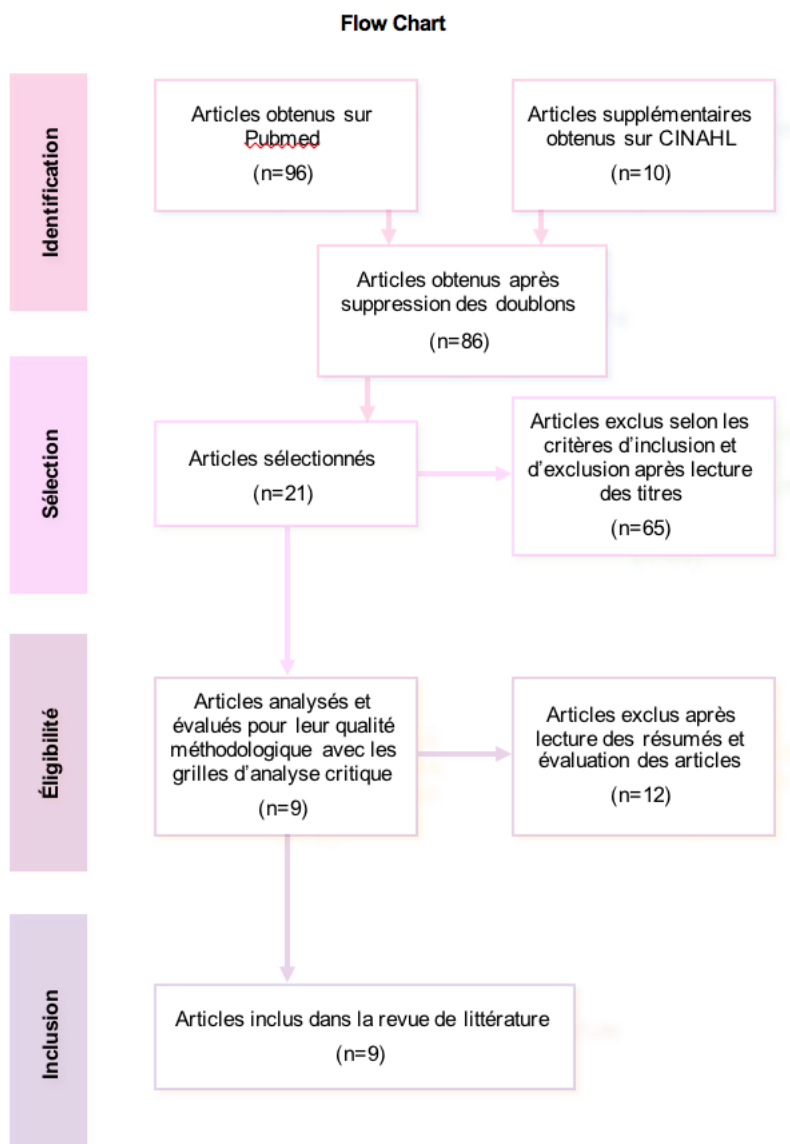 Flow Chart
Identification
Articles obtenus sur
Pubmed
(n=96)
Articles supplémentaires
obtenus sur CINAHL
(n=10)
Articles obtenus après
suppression des doublons
(n=86)
Sélection
Articles sélectionnés
(n=21)
Articles exclus selon les
critères d’inclusion et
d’exclusion après lecture
des titres
(n=65)
Éligibilité
Articles analysés et
évalués pour leur qualité
méthodologique avec les
grilles d’analyse critique
(n=9)
Articles exclus après
lecture des résumés et
évaluation des articles
(n=12)
Inclusion
Articles inclus dans la revue de littérature
(n=9)